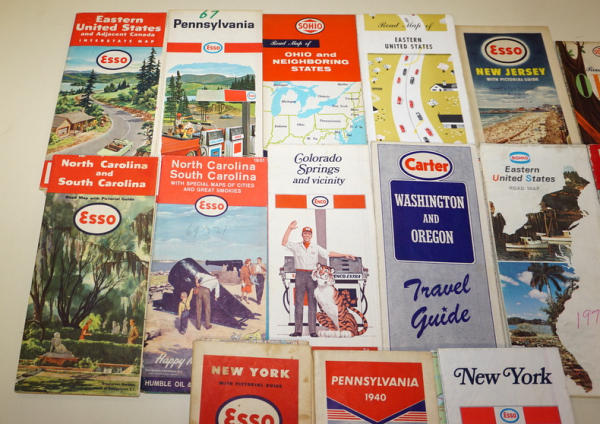 Eastern
United States
and Adjacent Canada
INTERSTATE MAP
Esso
67
Pennsylvania
Esso
SOHIO
Road Map of
OHIO and
NEIGHBORING
STATES
Road Map of
EASTERN
UNITED STATES
Esso
NEW JERSEY
WITH PICTORIAL GUIDE
North Carolina
and
South Carolina
Road Map with Pictorial Guide
Esso
North Carolina
South Carolina
WITH SPECIAL MAPS OF CITIES
AND GREAT SMOKIES
Esso
HUMBLE OIL &
Colorado
Springs
and vicinity
ENCO
ENCO EXTRA
Carter
WASHINGTON
AND
OREGON
Travel
Guide
SOHIO
Eastern
United States
ROAD MAP
197
NEW YORK
WITH PICTORIAL GUIDE
Esso
PENNSYLVANIA
1940
New York
Esso